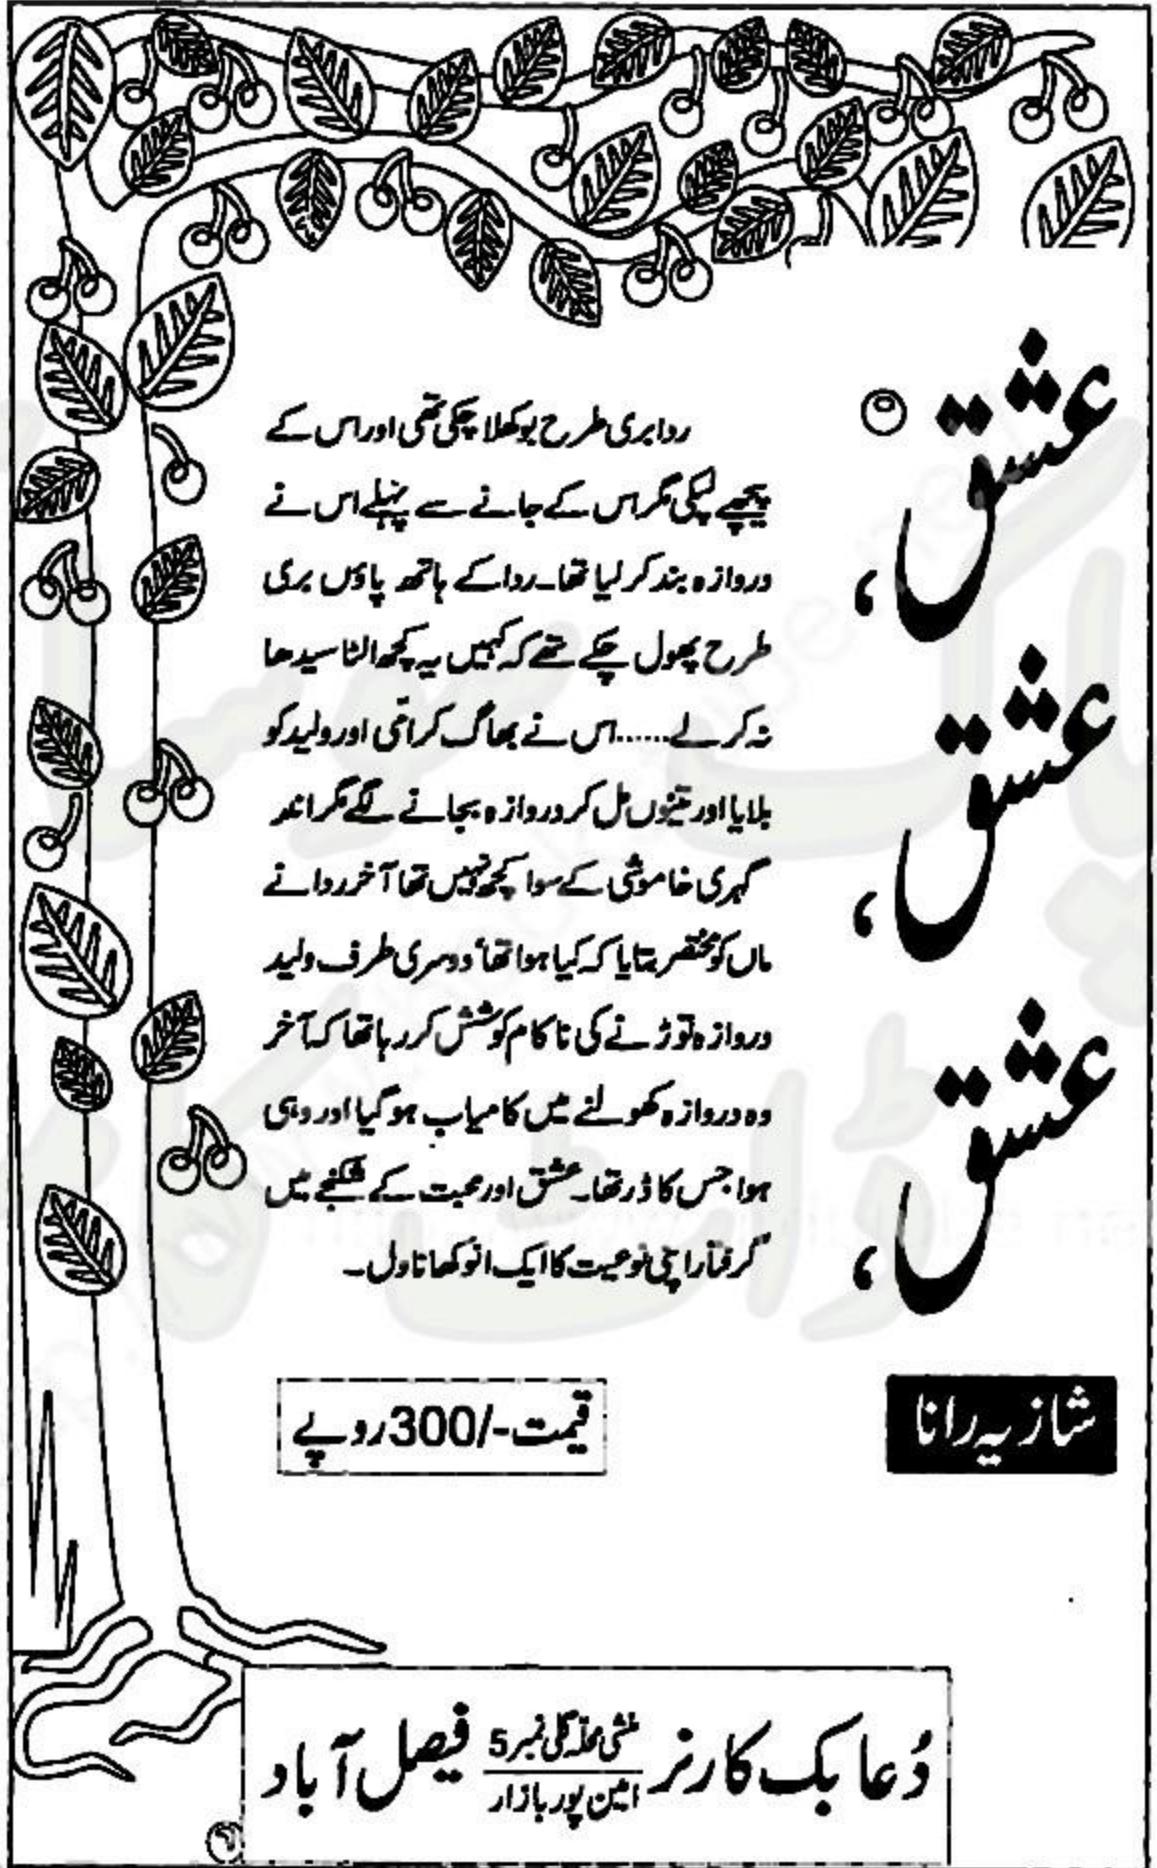 عشق،
عشق،
عشق،
ردا بری طرح بوکھلا چکی تھی اور اس کے
پیچھے لپکی مگر اس کے جانے سے پہلے اس نے
دروازہ بند کر لیا تھا۔ ردا کے ہاتھ پاؤں بری
طرح پھول چکے تھے کہ کہیں یہ کچھ الٹا سیدھا
نہ کر لے......اس نے بھاگ کر امّی اور ولید کو
بلایا اور تینوں مل کر دروازہ بجانے لگے مگر اندر
گہری خاموشی کے سوا کچھ نہیں تھا آخر ردا نے
ماں کو مختصر بتایا کہ کیا ہوا تھا، دوسری طرف ولید
دروازہ توڑنے کی ناکام کوشش کر رہا تھا کہ آخر
وہ دروازہ کھولنے میں کامیاب ہو گیا اور وہی
ہوا جس کا ڈر تھا۔ عشق اور محبت کے شکنجے میں
گرفتار اپنی نوعیت کا ایک انوکھا ناول۔
شازیہ رانا
قیمت -/300 روپے
دُعا بک کارنر منشی محلہ گلی نمبر 5 امین پور بازار فیصل آباد